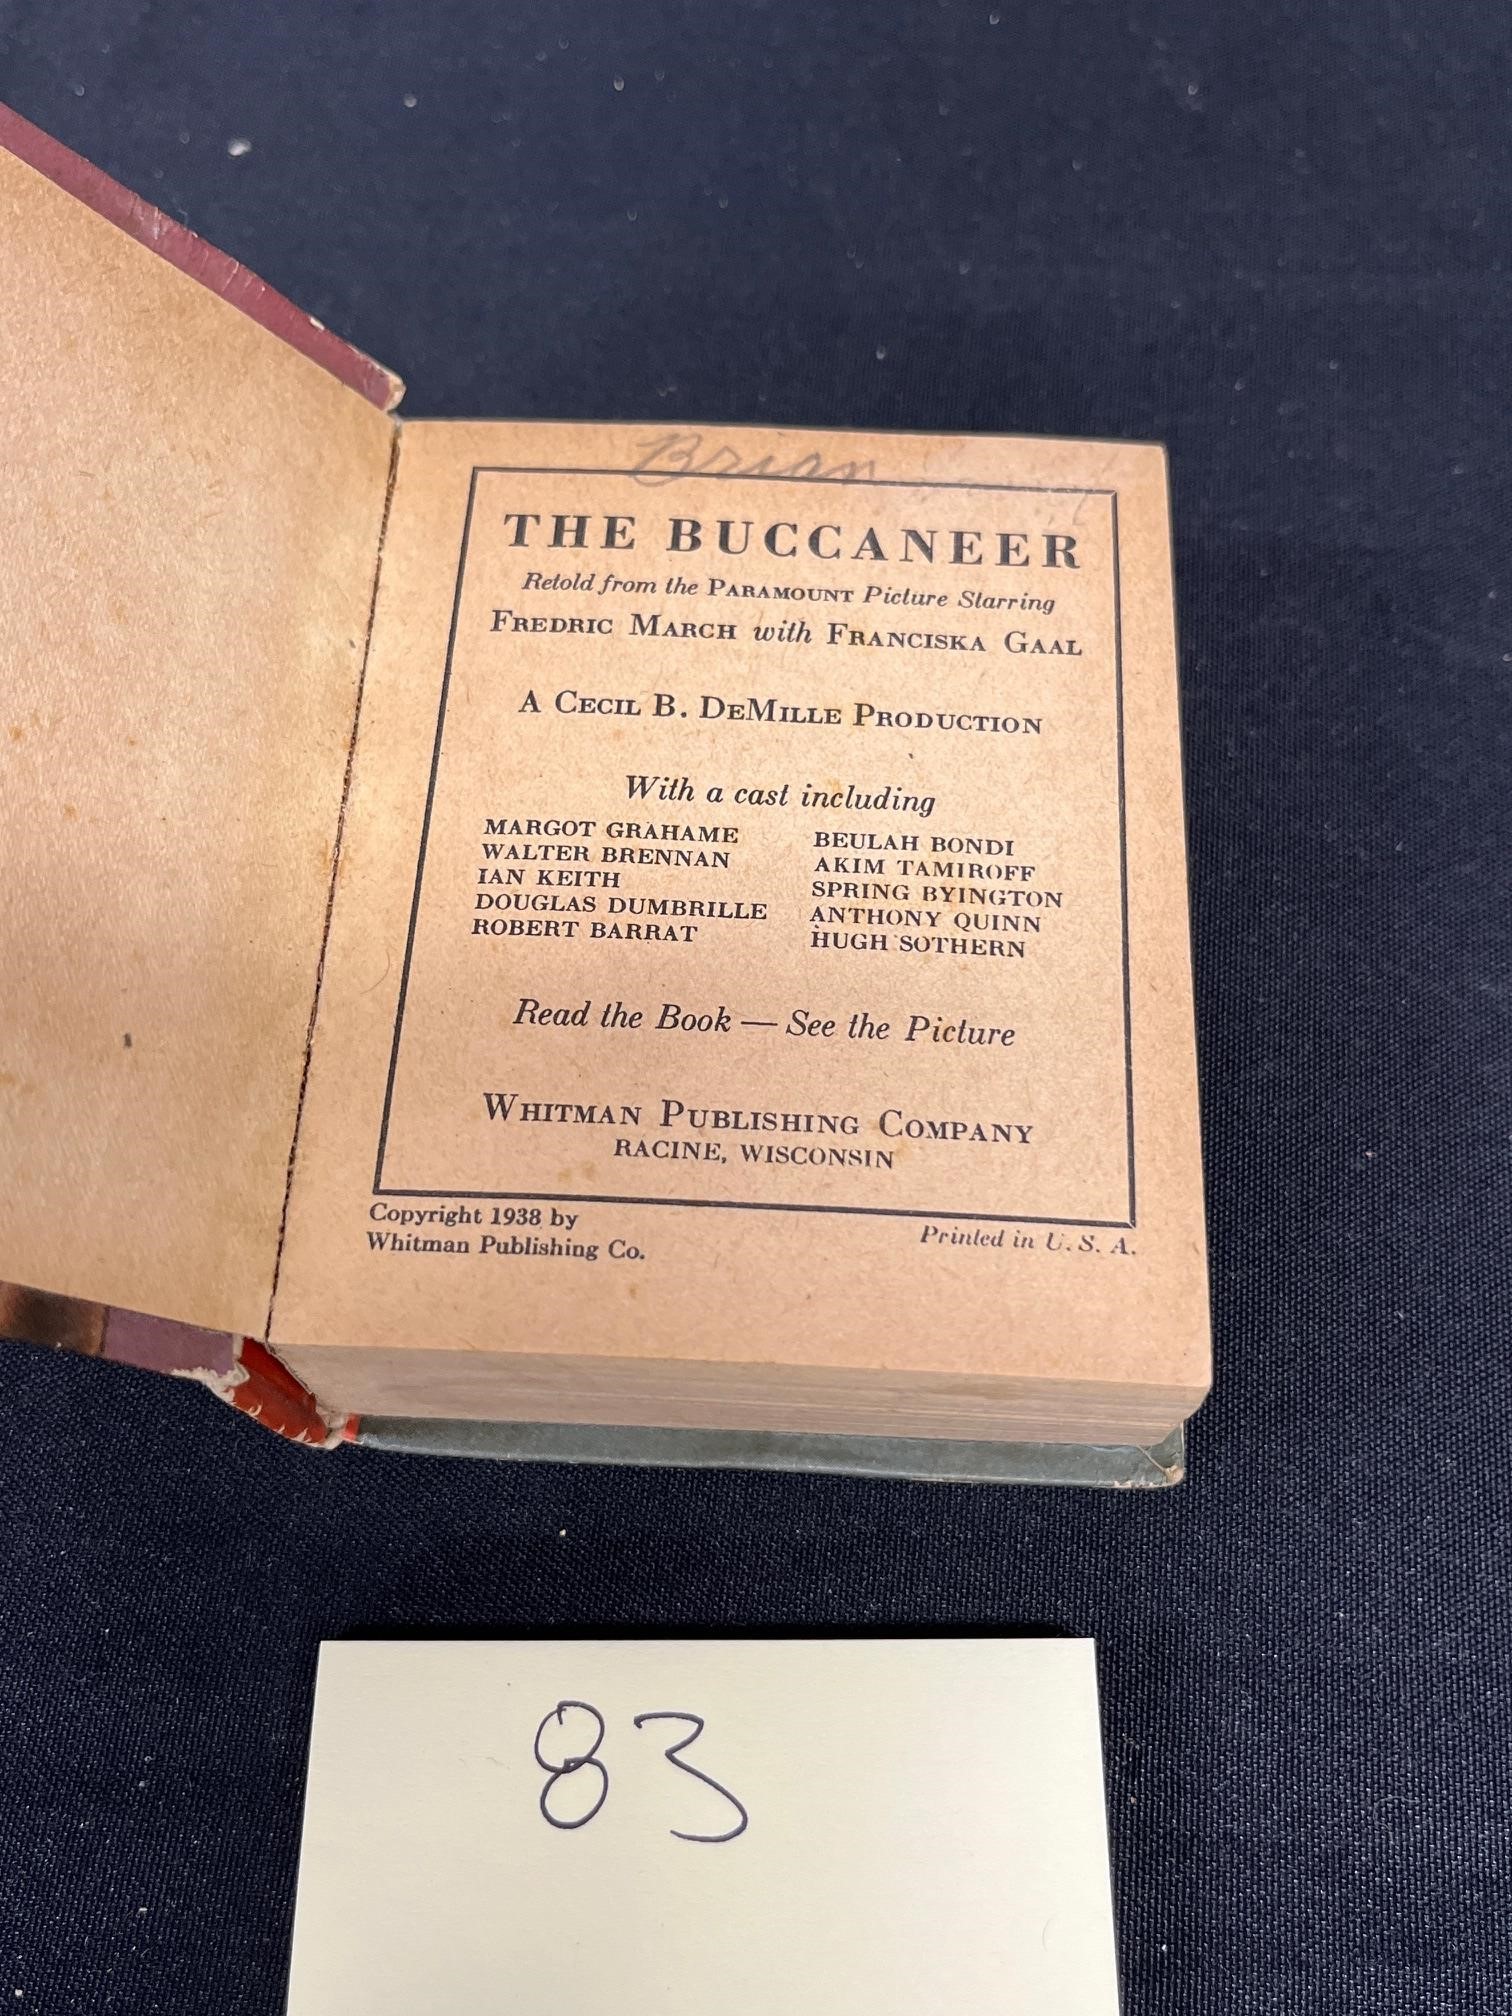 Brian
THE BUCCANEER
Retold from the PARAMOUNT Picture Starring
FREDRIC MARCH with FRANCISKA GAAL
A CECIL B. DEMILLE PRODUCTION
With a cast including
MARGOT GRAHAME
WALTER BRENNAN
IAN KEITH
DOUGLAS DUMBRILLE
ROBERT BARRAT
BEULAH BONDI
AKIM TAMIROFF
SPRING BYINGTON
ANTHONY QUINN
HUGH SOTHERN
Read the Book — See the Picture
WHITMAN PUBLISHING COMPANY
RACINE, WISCONSIN
Copyright 1938 by
Whitman Publishing Co.
Printed in U. S. A.
83